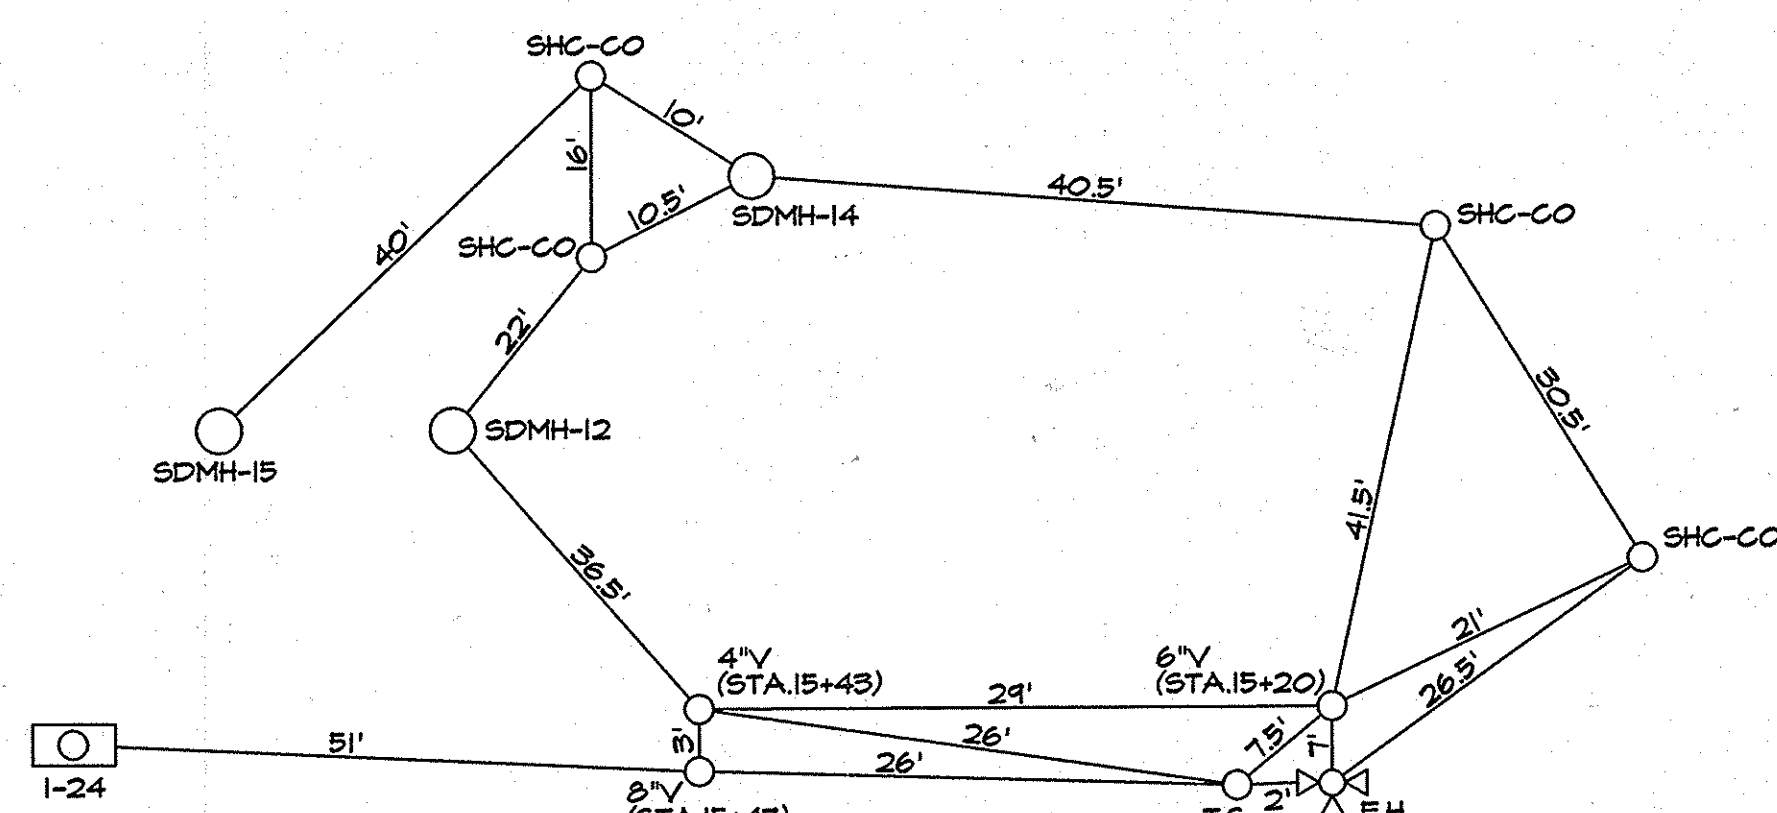 SHC-CO
10'
16'
10.5'
SDMH-14
40.5'
SHC-CO
SHC-CO
40'
22'
SDMH-15
SDMH-12
30.5'
41.5'
SHC-CO
36.5'
4"V
(STA.15+43)
29'
6"V
(STA.15+20)
21'
26.5'
51'
3'
26'
26'
7.5'
7'
1-24
8"V
2'